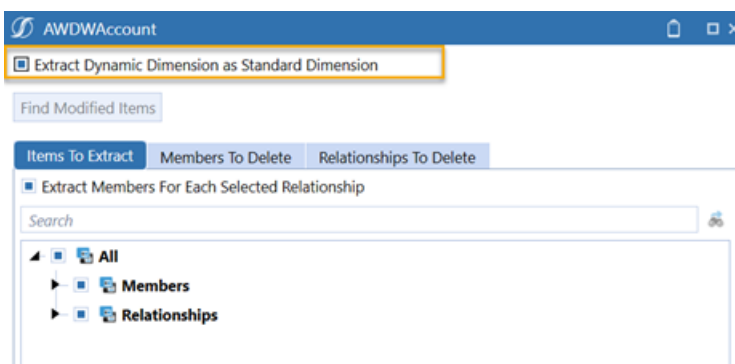 AWDWAccount
Extract Dynamic Dimension as Standard Dimension
Find Modified Items
Items To Extract Members To Delete Relationships To Delete
Extract Members For Each Selected Relationship
Search
All
Members
Relationships